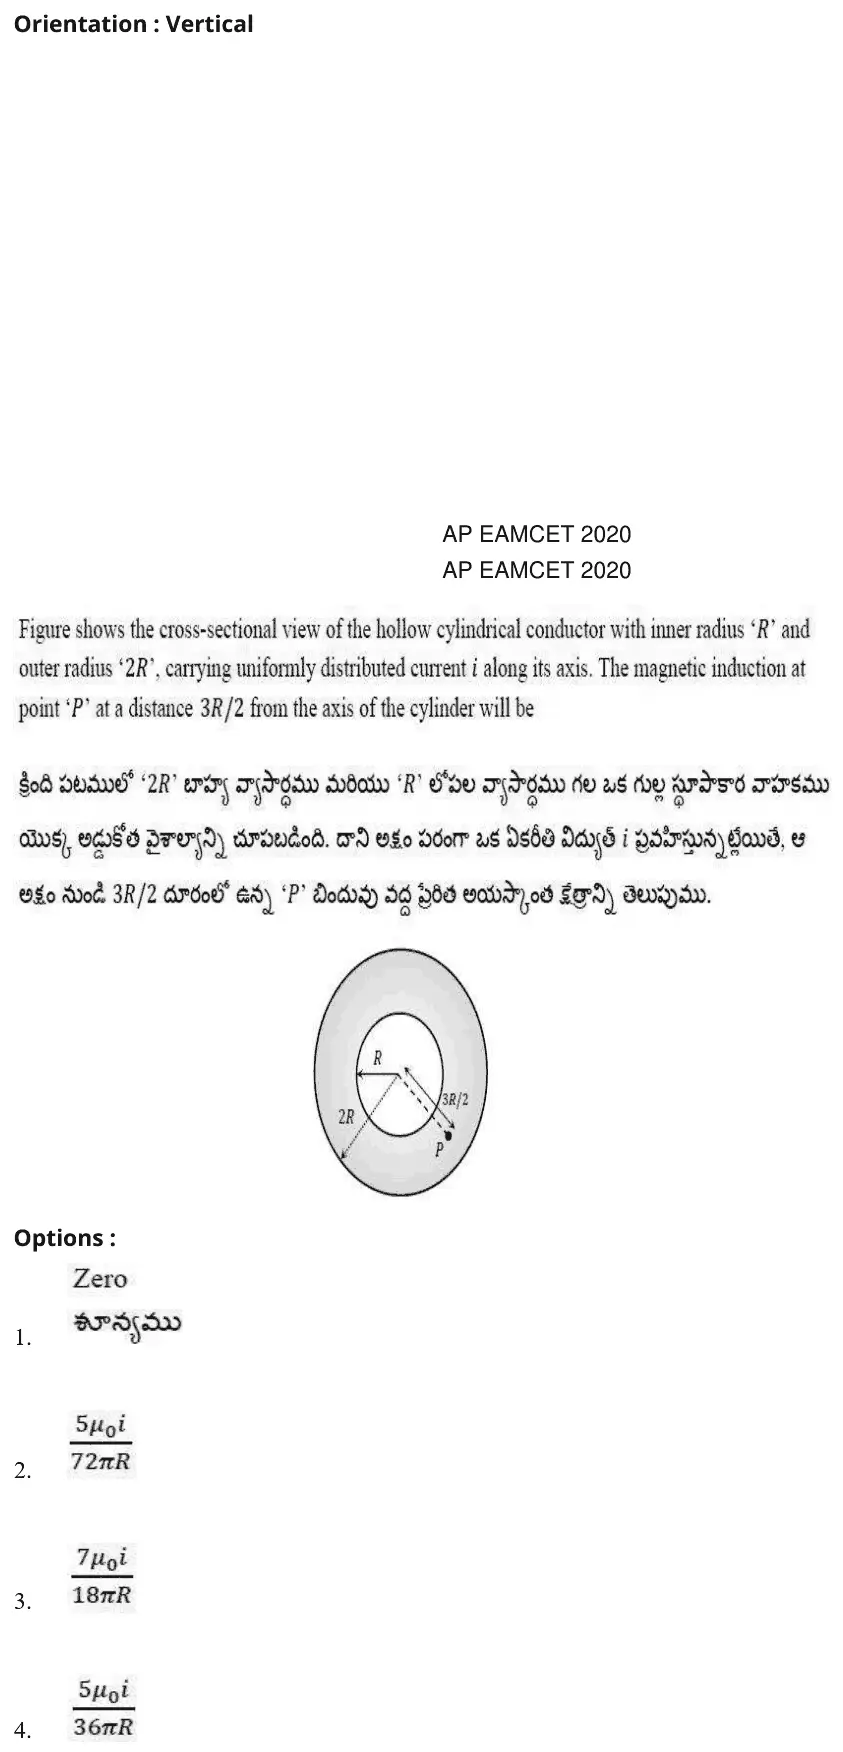 Orientation : Vertical
AP EAMCET 2020
AP EAMCET 2020
Figure shows the cross-sectional view of the hollow cylindrical conductor with inner radius ‘R’ and
outer radius ‘2R’, carrying uniformly distributed current i along its axis. The magnetic induction at
point ‘P’ at a distance 3R/2 from the axis of the cylinder will be
క్రింది పటములో ‘2R’ బాహ్య వ్యాసార్ధము మరియు ‘R’ లోపల వ్యాసార్ధము గల ఒక గుల్ల స్థూపాకార వాహకము
యొక్క అడ్డుకోత వైశాల్యాన్ని చూపబడింది. దాని అక్షం పరంగా ఒక ఏకరీతి విద్యుత్ i ప్రవహిస్తున్నట్లేయితే, ఆ
అక్షం నుండి 3R/2 దూరంలో ఉన్న ‘P’ బిందువు వద్ద ప్రేరిత అయస్కాంత క్షేత్రాన్ని తెలుపుము.
R
3R/2
2R
P
Options :
Zero
1. శూన్యము
2. 5μ₀i / 72πR
3. 7μ₀i / 18πR
4. 5μ₀i / 36πR